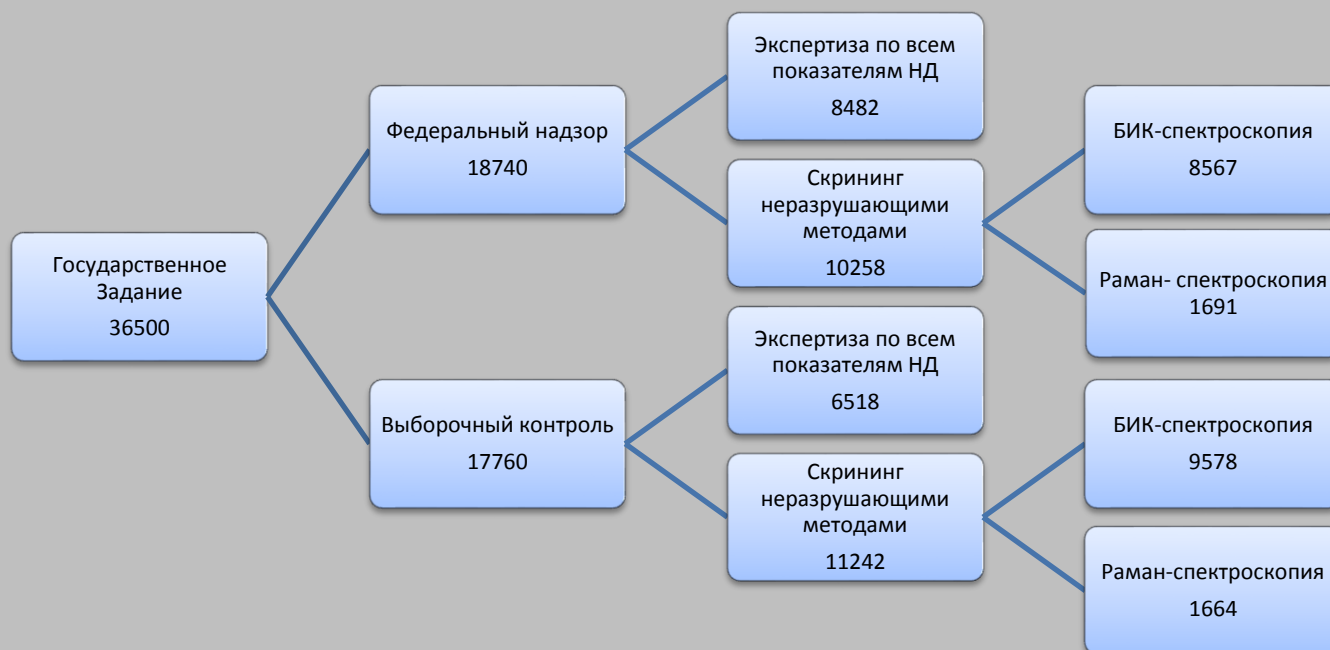 Государственное
Задание
36500
Федеральный надзор
18740
Экспертиза по всем
показателям НД
8482
Скрининг
неразрушающими
методами
10258
БИК-спектроскопия
8567
Раман- спектроскопия
1691
Выборочный контроль
17760
Экспертиза по всем
показателям НД
6518
Скрининг
неразрушающими
методами
11242
БИК-спектроскопия
9578
Раман-спектроскопия
1664